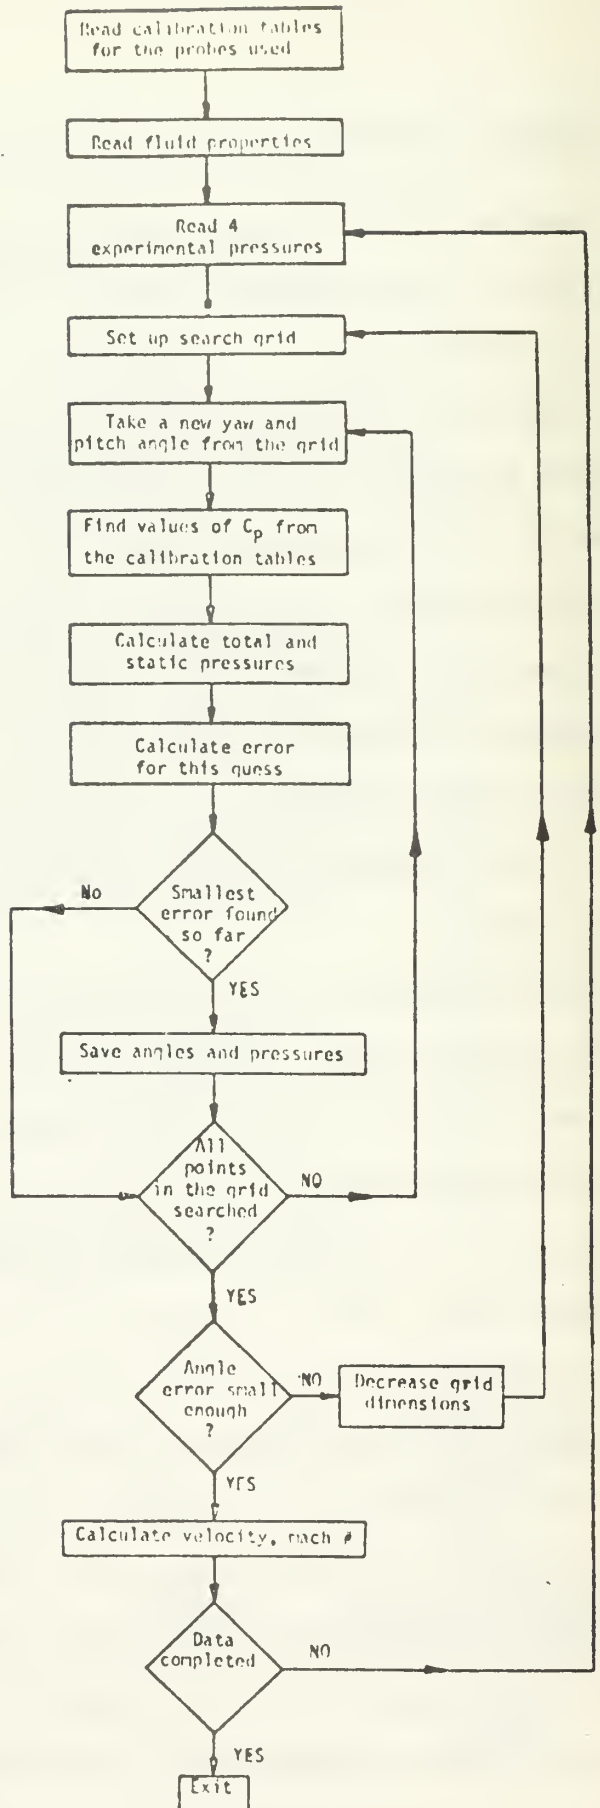 Read calibration tables
for the probes used
Read fluid properties
Read 4
experimental pressures
Set up search grid
Take a new yaw and
pitch angle from the grid
Find values of Cp from
the calibration tables
Calculate total and
static pressures
Calculate error
for this guess
No
Smallest
error found
so far
?
YES
Save angles and pressures
All
points
in the grid
searched
?
NO
YES
Angle
error small
enough
?
NO
Decrease grid
dimensions
YES
Calculate velocity, mach #
Data
completed
NO
YES
Exit